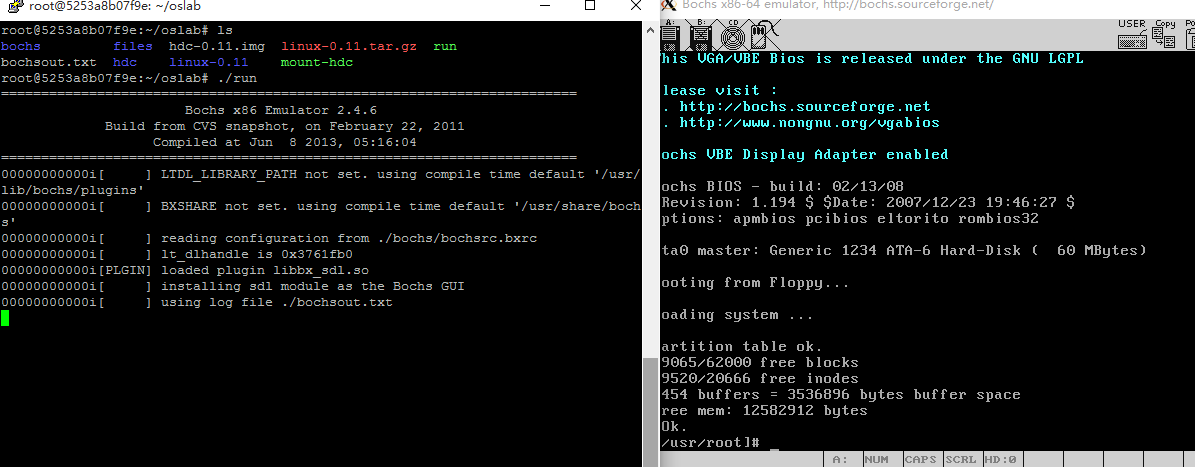 root@5253a8b07f9e: ~/oslab
root@5253a8b07f9e:~/oslab# ls
bochs files hdc-0.11.img linux-0.11.tar.gz run
bochsout.txt hdc linux-0.11 mount-hdc
root@5253a8b07f9e:~/oslab# ./run
========================================================================
Bochs x86 Emulator 2.4.6
Build from CVS snapshot, on February 22, 2011
Compiled at Jun  8 2013, 05:16:04
========================================================================
00000000000i[     ] LTDL_LIBRARY_PATH not set. using compile time default '/usr/
lib/bochs/plugins'
00000000000i[     ] BXSHARE not set. using compile time default '/usr/share/boch
s'
00000000000i[     ] reading configuration from ./bochs/bochsrc.bxrc
00000000000i[     ] lt_dlhandle is 0x3761fb0
00000000000i[PLGIN] loaded plugin libbx_sdl.so
00000000000i[     ] installing sdl module as the Bochs GUI
00000000000i[     ] using log file ./bochsout.txt
Bochs x86-64 emulator, http://bochs.sourceforge.net/
A: B: CD
USER Copy Po
his VGA/VBE Bios is released under the GNU LGPL
lease visit :
. http://bochs.sourceforge.net
. http://www.nongnu.org/vgabios
ochs VBE Display Adapter enabled
ochs BIOS - build: 02/13/08
Revision: 1.194 $ $Date: 2007/12/23 19:46:27 $
ptions: apmbios pcibios eltorito rombios32
ta0 master: Generic 1234 ATA-6 Hard-Disk (  60 MBytes)
ooting from Floppy...
oading system ...
artition table ok.
9065/62000 free blocks
9520/20666 free inodes
454 buffers = 3536896 bytes buffer space
ree mem: 12582912 bytes
Ok.
/usr/root]# _
A: NUM CAPS SCRL HD:0